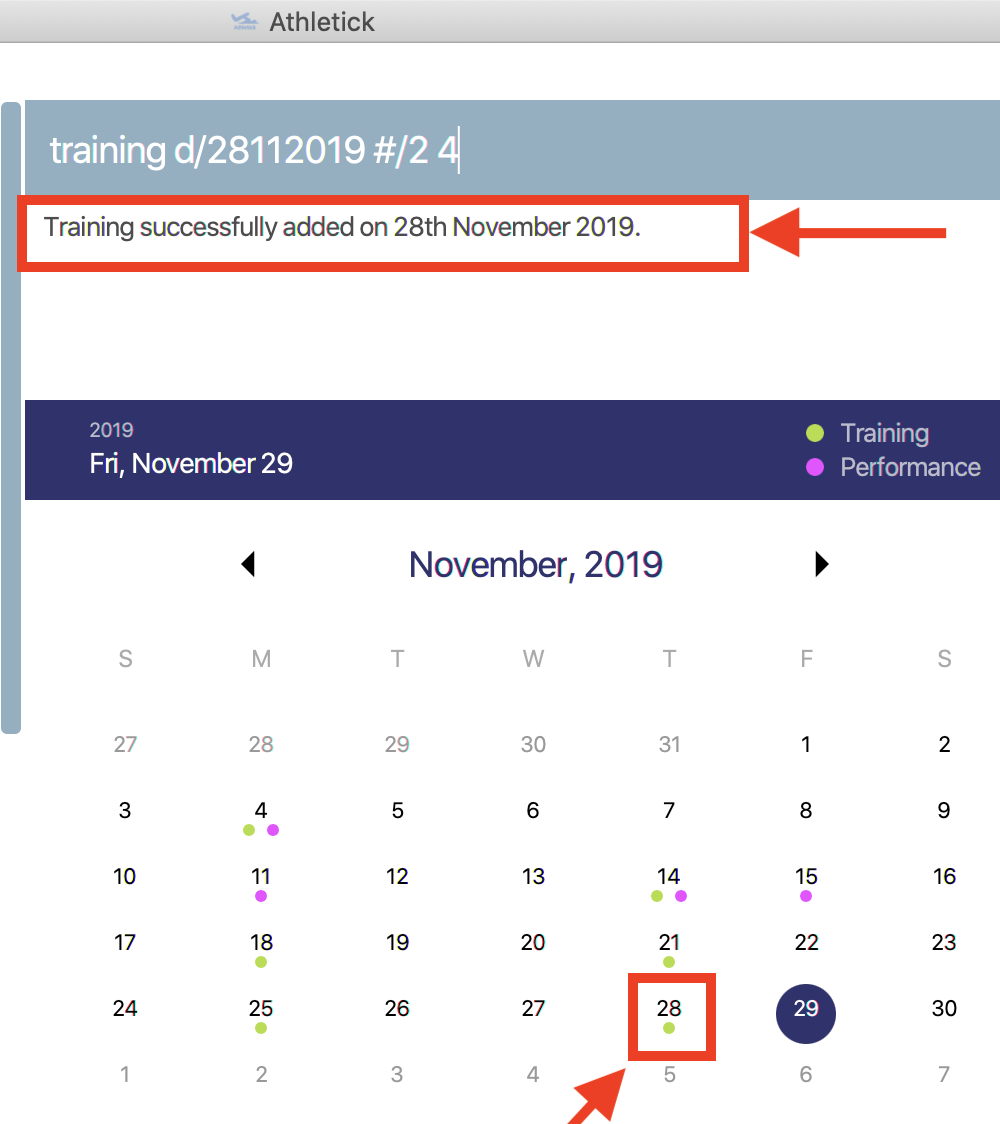 Athletick
training d/28112019 #/2 4
Training successfully added on 28th November 2019.
2019
Fri, November 29
Training
Performance
November, 2019
S M T W T F S
27 28 29 30 31 1 2
3 4 5 6 7 8 9
10 11 12 13 14 15 16
17 18 19 20 21 22 23
24 25 26 27 28 29 30
1 2 3 4 5 6 7